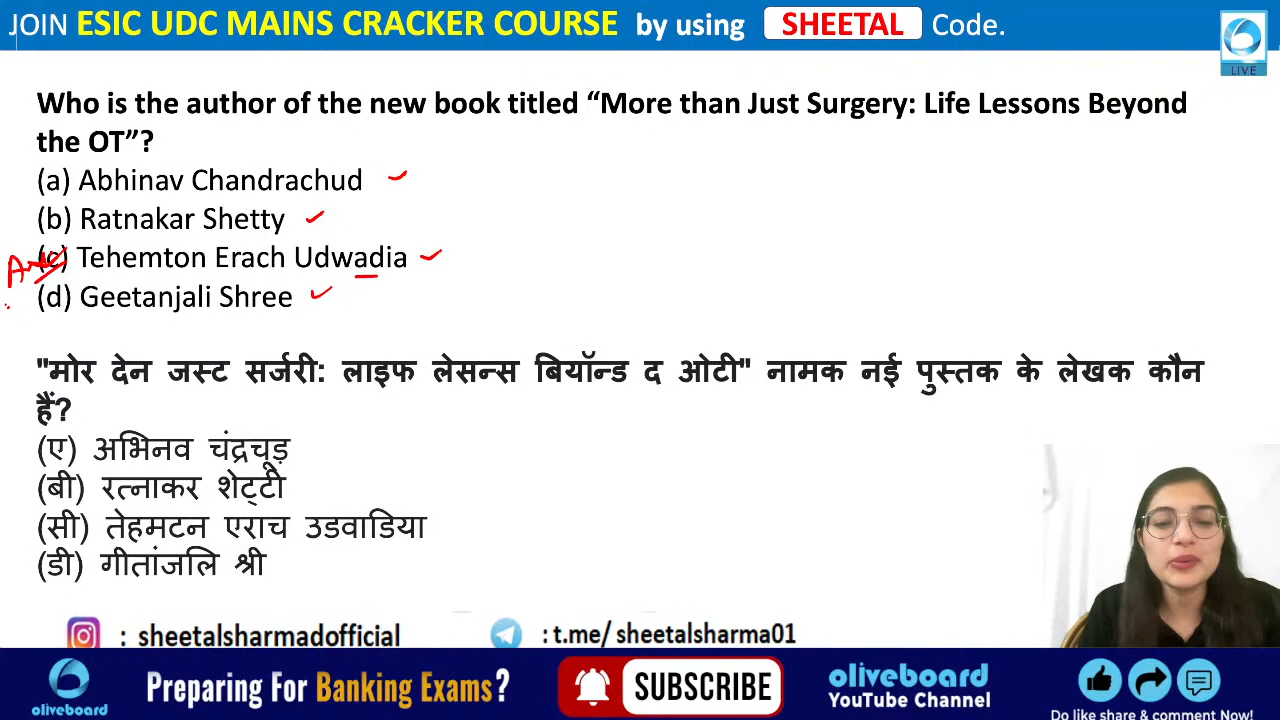 JOIN ESIC UDC MAINS CRACKER COURSE by using SHEETAL Code.
LIVE
Who is the author of the new book titled “More than Just Surgery: Life Lessons Beyond
the OT”?
(a) Abhinav Chandrachud
(b) Ratnakar Shetty
(c) Tehemton Erach Udwadia
(d) Geetanjali Shree
"मोर देन जस्ट सर्जरी: लाइफ लेसन्स बियॉन्ड द ओटी" नामक नई पुस्तक के लेखक कौन
हैं?
(ए) अभिनव चंद्रचूड़
(बी) रत्नाकर शेट्टी
(सी) तेहमटन एराच उडवाडिया
(डी) गीतांजलि श्री
: sheetalsharmadofficial
: t.me/ sheetalsharma01
oliveboard
Preparing For Banking Exams?
SUBSCRIBE
oliveboard
YouTube Channel
Do like share & comment Now!